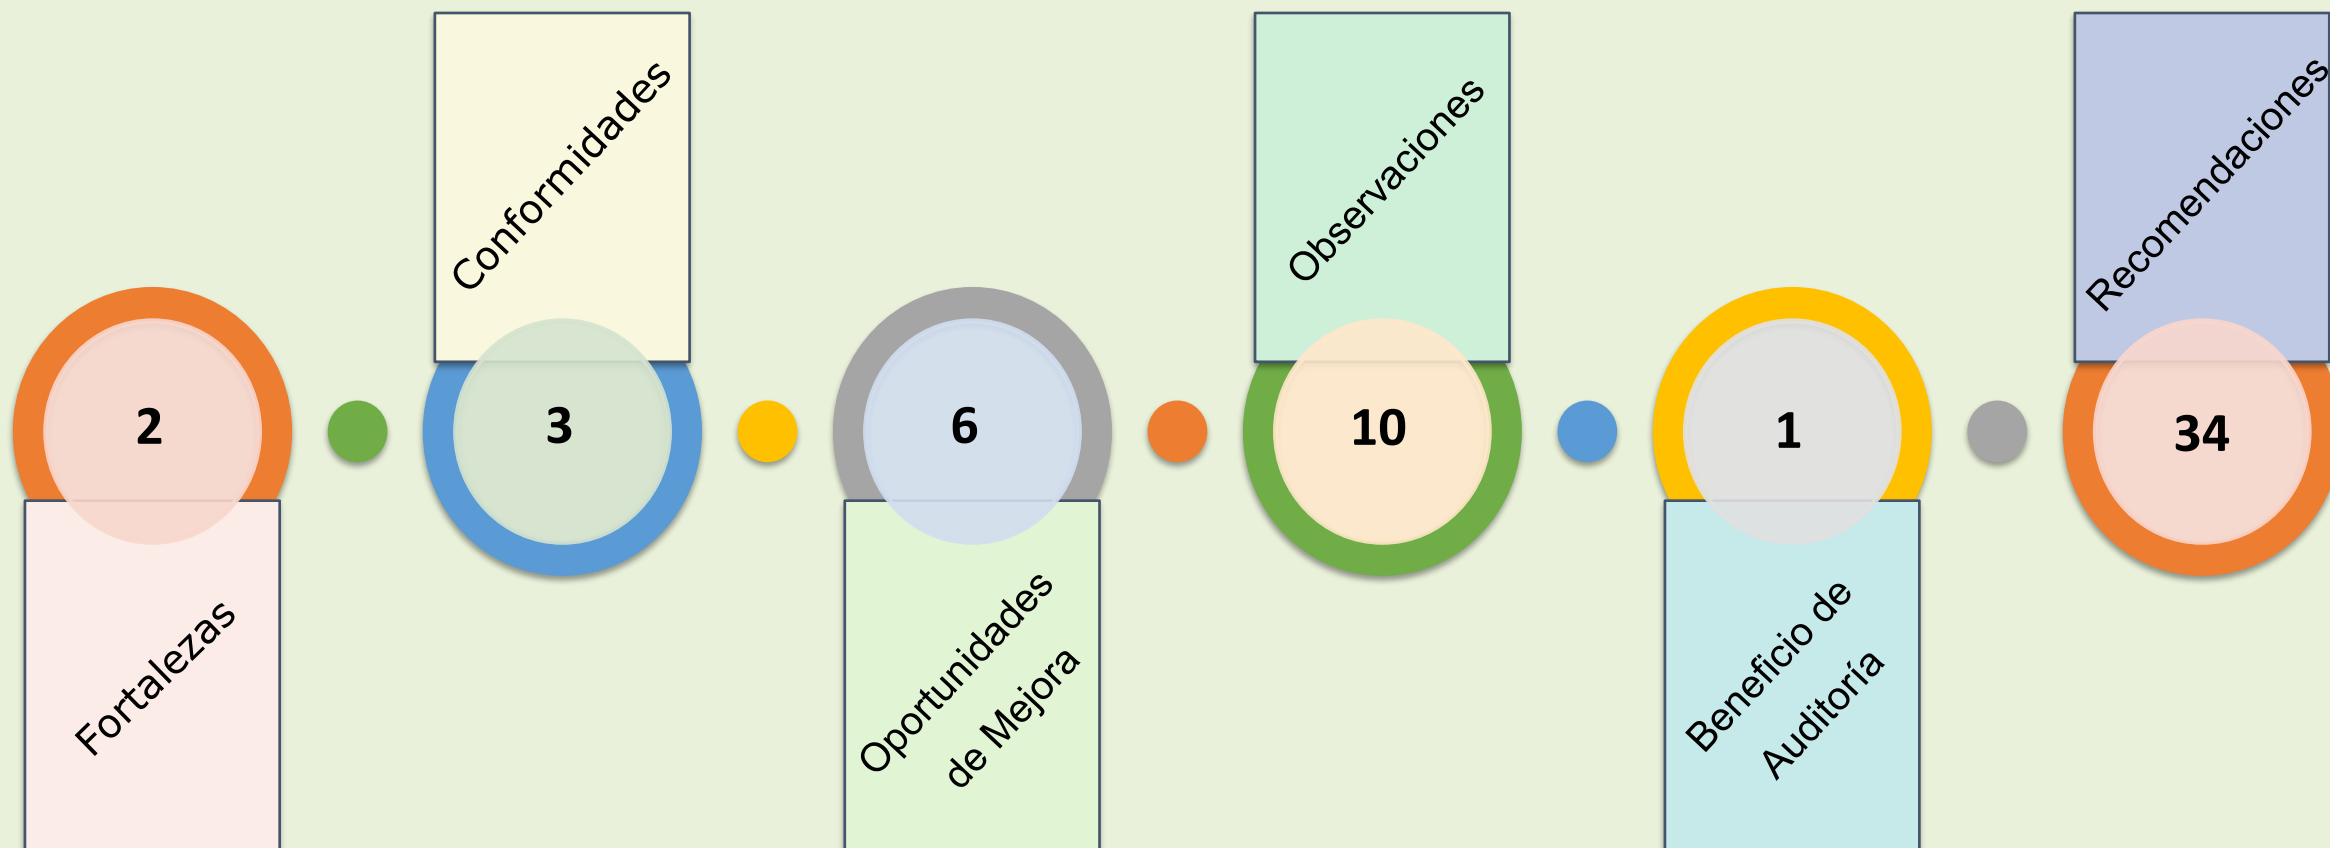 2
Fortalezas
Conformidades
3
6
Oportunidades
de Mejora
Observaciones
10
1
Beneficio de
Auditoría
Recomendaciones
34